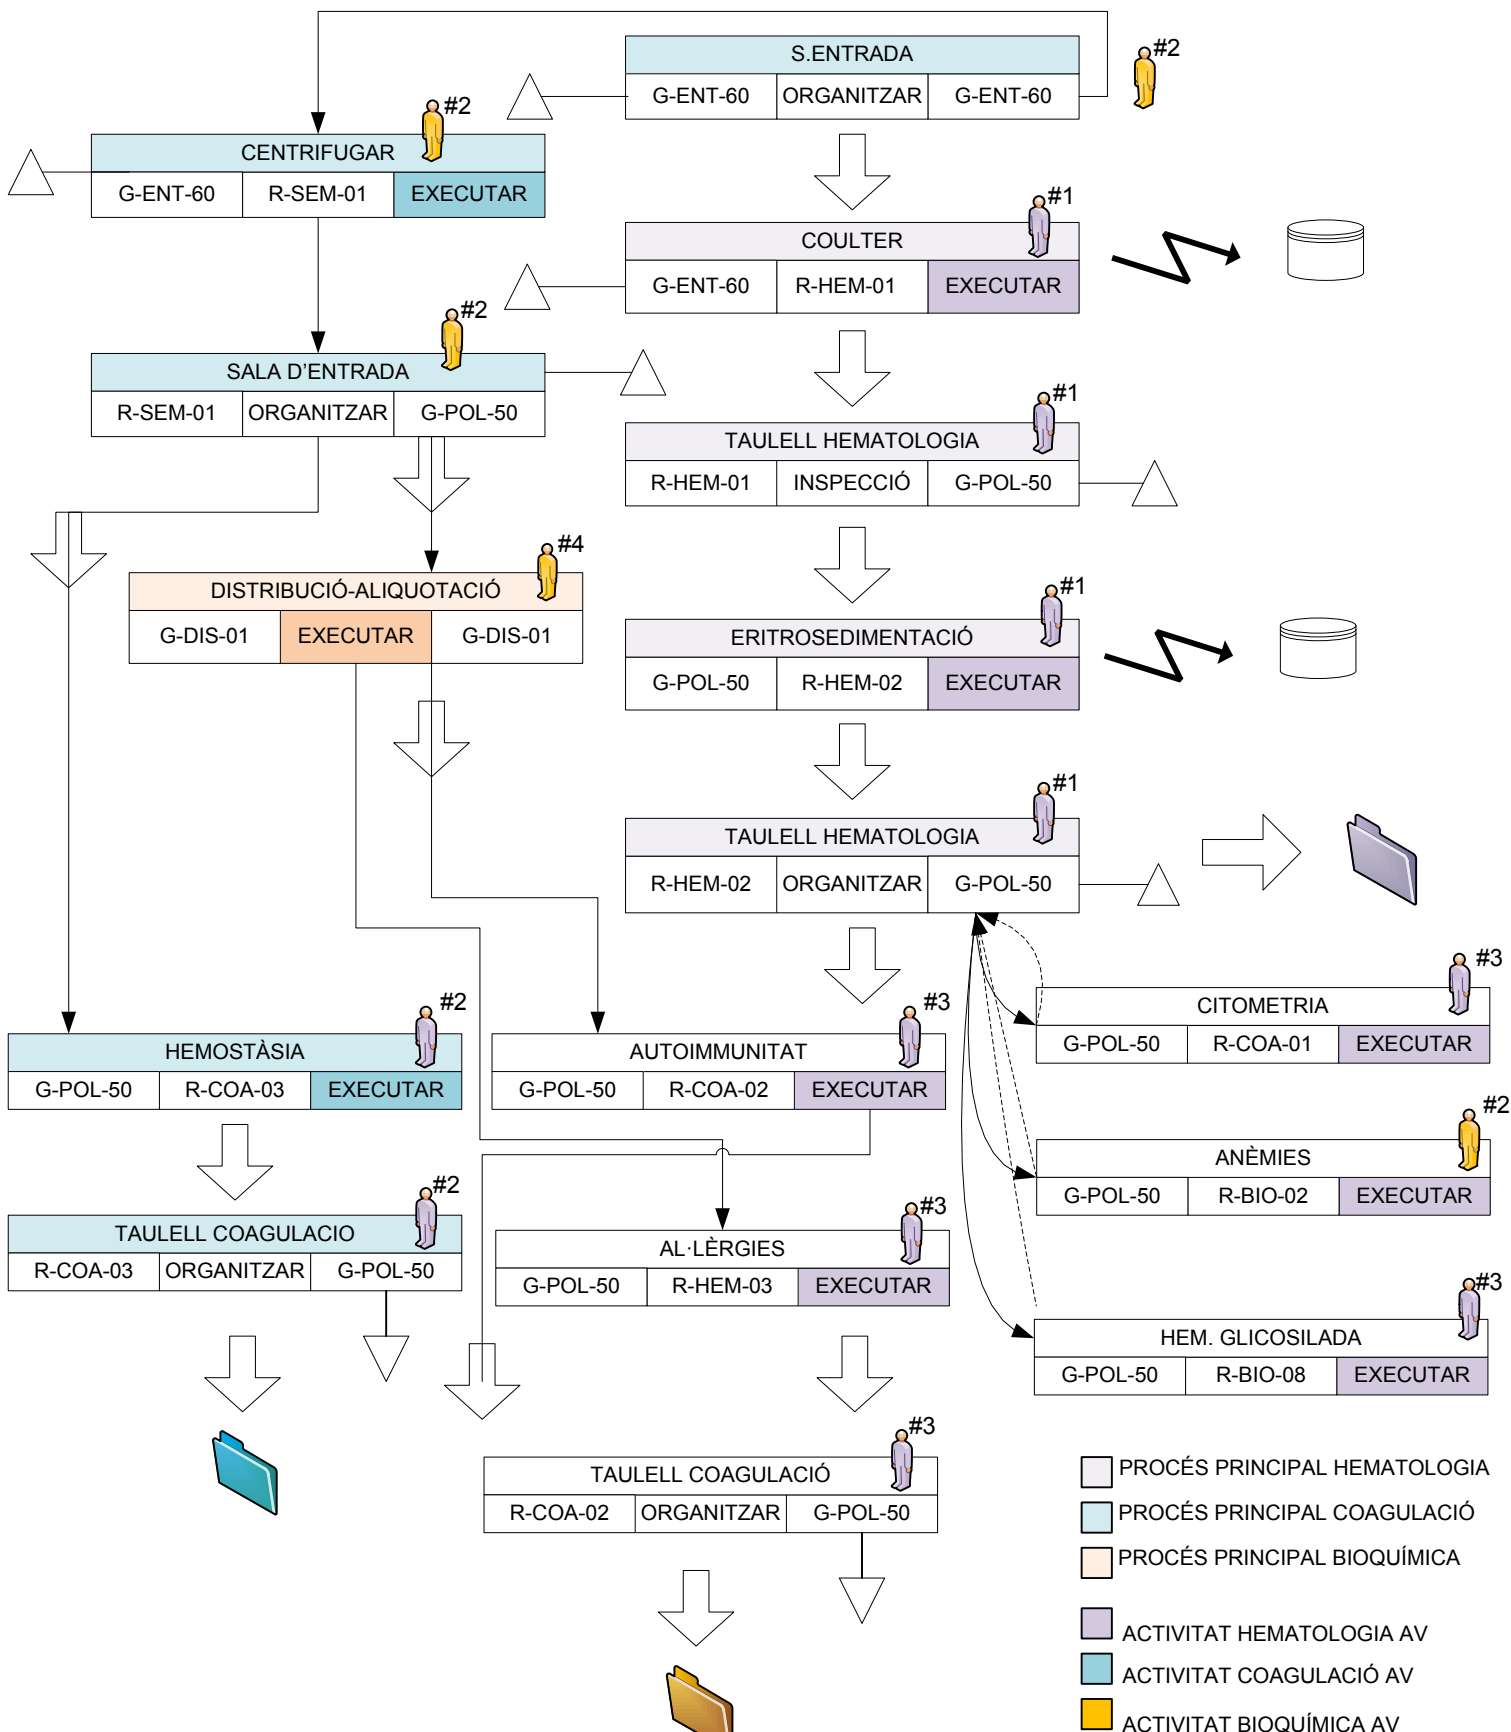 S.ENTRADA
#2
G-ENT-60 ORGANITZAR G-ENT-60
#2
CENTRIFUGAR
G-ENT-60 R-SEM-01 EXECUTAR
#1
COULTER
G-ENT-60 R-HEM-01 EXECUTAR
#2
SALA D’ENTRADA
R-SEM-01 ORGANITZAR G-POL-50
#1
TAULELL HEMATOLOGIA
R-HEM-01 INSPECCIÓ G-POL-50
#4
DISTRIBUCIÓ-ALIQUOTACIÓ
G-DIS-01 EXECUTAR G-DIS-01
#1
ERITROSEDIMENTACIÓ
G-POL-50 R-HEM-02 EXECUTAR
#1
TAULELL HEMATOLOGIA
R-HEM-02 ORGANITZAR G-POL-50
#3
CITOMETRIA
G-POL-50 R-COA-01 EXECUTAR
#2
HEMOSTÀSIA
G-POL-50 R-COA-03 EXECUTAR
#3
AUTOIMMUNITAT
G-POL-50 R-COA-02 EXECUTAR
#2
ANÈMIES
G-POL-50 R-BIO-02 EXECUTAR
#2
TAULELL COAGULACIO
R-COA-03 ORGANITZAR G-POL-50
#3
AL·LÈRGIES
G-POL-50 R-HEM-03 EXECUTAR
#3
HEM. GLICOSILADA
G-POL-50 R-BIO-08 EXECUTAR
#3
TAULELL COAGULACIÓ
R-COA-02 ORGANITZAR G-POL-50
PROCÉS PRINCIPAL HEMATOLOGIA
PROCÉS PRINCIPAL COAGULACIÓ
PROCÉS PRINCIPAL BIOQUÍMICA
ACTIVITAT HEMATOLOGIA AV
ACTIVITAT COAGULACIÓ AV
ACTIVITAT BIOQUÍMICA AV